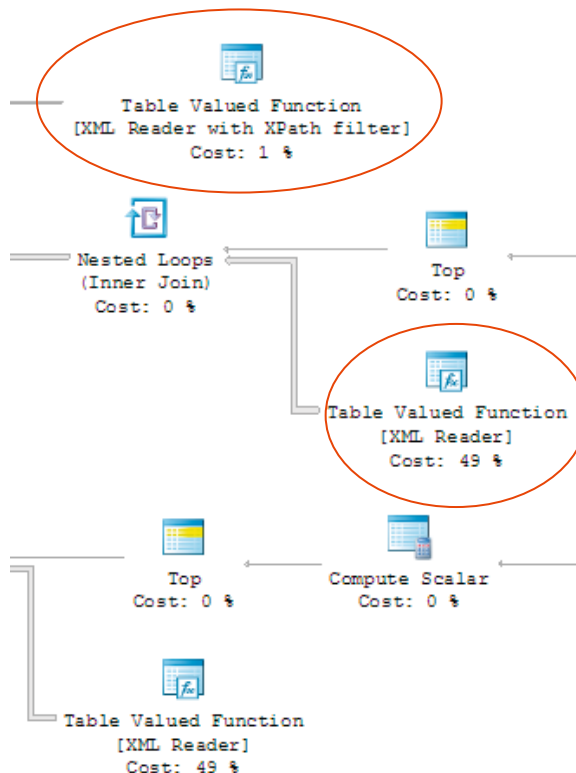 Table Valued Function
[XML Reader with XPath filter]
Cost: 1 %
Nested Loops
(Inner Join)
Cost: 0 %
Top
Cost: 0 %
Table Valued Function
[XML Reader]
Cost: 49 %
Top
Cost: 0 %
Compute Scalar
Cost: 0 %
Table Valued Function
[XML Reader]
Cost: 49 %